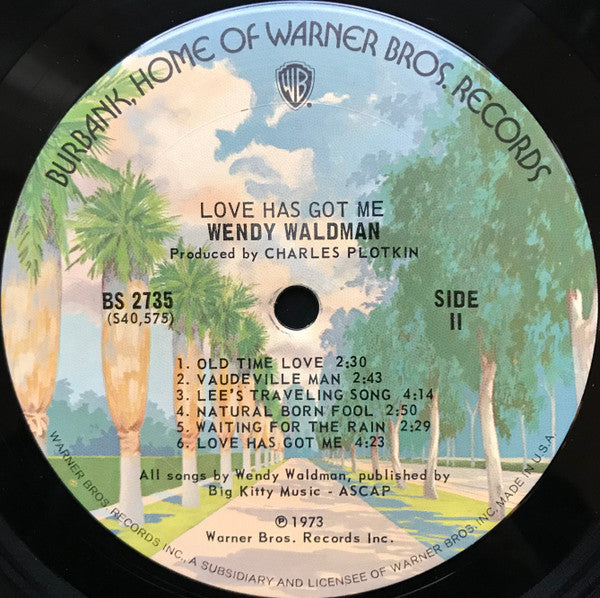 BURBANK, HOME OF WARNER BROS. RECORDS
WB
LOVE HAS GOT ME
WENDY WALDMAN
Produced by CHARLES PLOTKIN
BS 2735
(S40,575)
SIDE
II
1. OLD TIME LOVE 2:30
2. VAUDEVILLE MAN 2:43
3. LEE'S TRAVELING SONG 4:14
4. NATURAL BORN FOOL 2:50
5. WAITING FOR THE RAIN 2:29
6. LOVE HAS GOT ME 4:23
All songs by Wendy Waldman, published by
Big Kitty Music - ASCAP
℗ 1973
Warner Bros. Records Inc.
WARNER BROS. RECORDS INC., A SUBSIDIARY AND LICENSEE OF WARNER BROS. INC. MADE IN U.S.A.